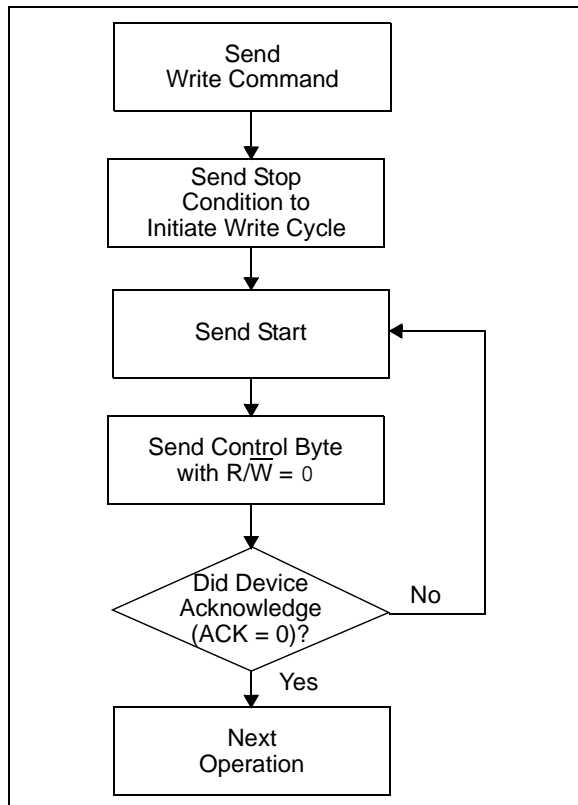 Send
Write Command
Send Stop
Condition to
Initiate Write Cycle
Send Start
Send Control Byte
with R/W̅ = 0
Did Device
Acknowledge
(ACK = 0)?
No
Yes
Next
Operation